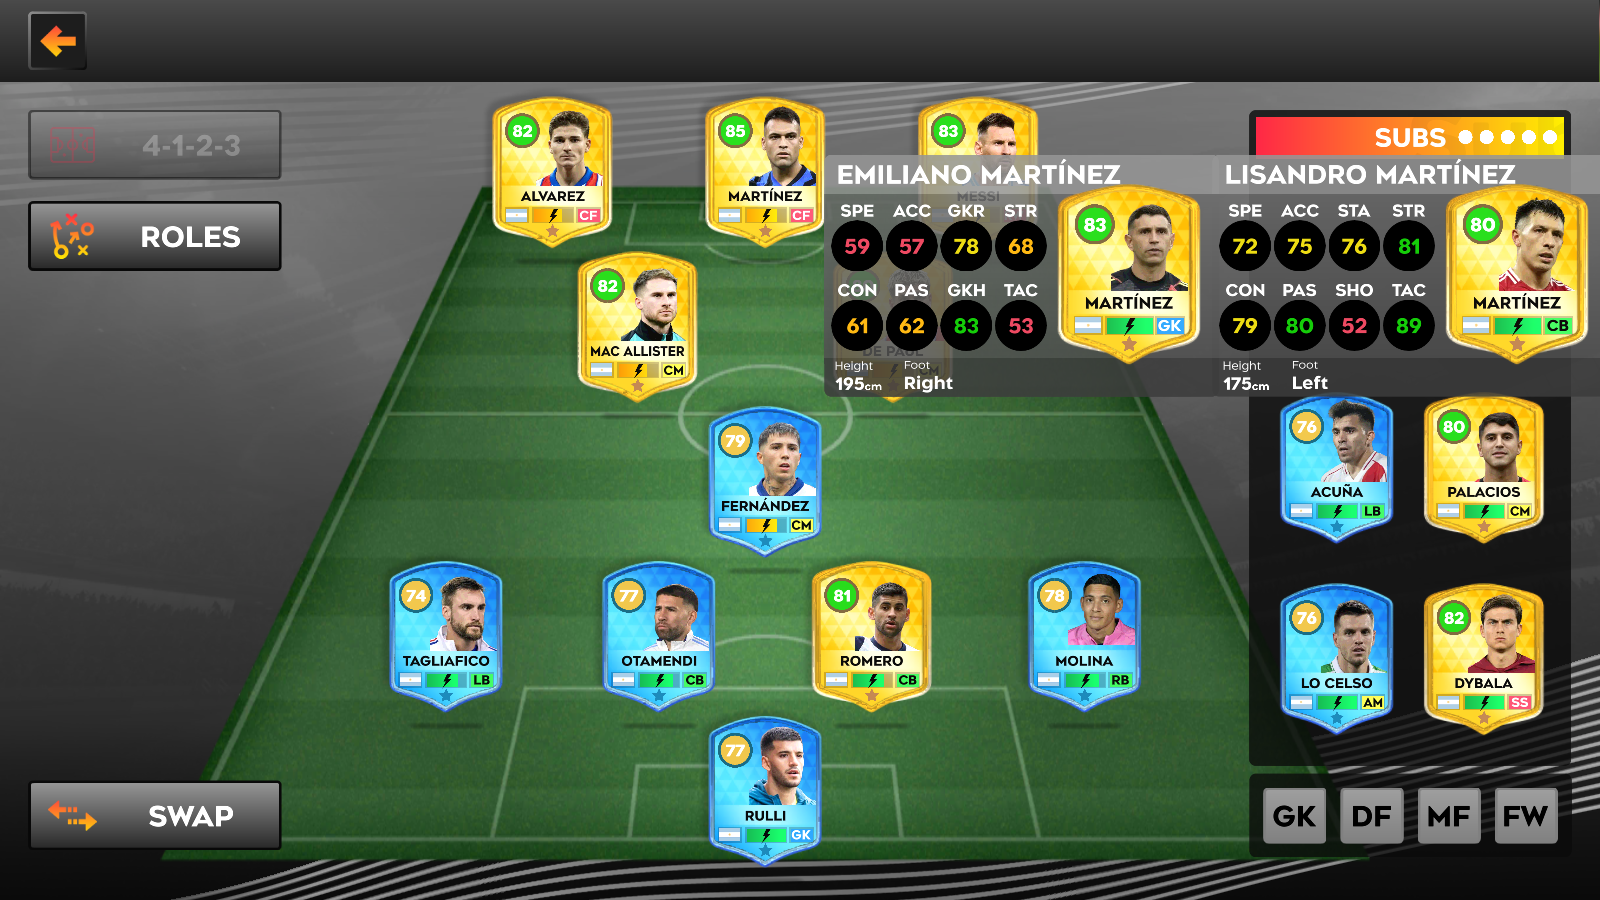 4-1-2-3
ROLES
SWAP
82
ALVAREZ
CF
85
MARTÍNEZ
CF
83
MESSI
82
MAC ALLISTER
CM
DE PAUL
CM
79
FERNÁNDEZ
CM
74
TAGLIAFICO
LB
77
OTAMENDI
CB
81
ROMERO
CB
78
MOLINA
RB
77
RULLI
GK
SUBS
EMILIANO MARTÍNEZ
SPE ACC GKR STR
59 57 78 68
CON PAS GKH TAC
61 62 83 53
Height Foot
195cm Right
83
MARTÍNEZ
GK
LISANDRO MARTÍNEZ
SPE ACC STA STR
72 75 76 81
CON PAS SHO TAC
79 80 52 89
Height Foot
175cm Left
80
MARTÍNEZ
CB
76
ACUÑA
LB
80
PALACIOS
CM
76
LO CELSO
AM
82
DYBALA
SS
GK DF MF FW